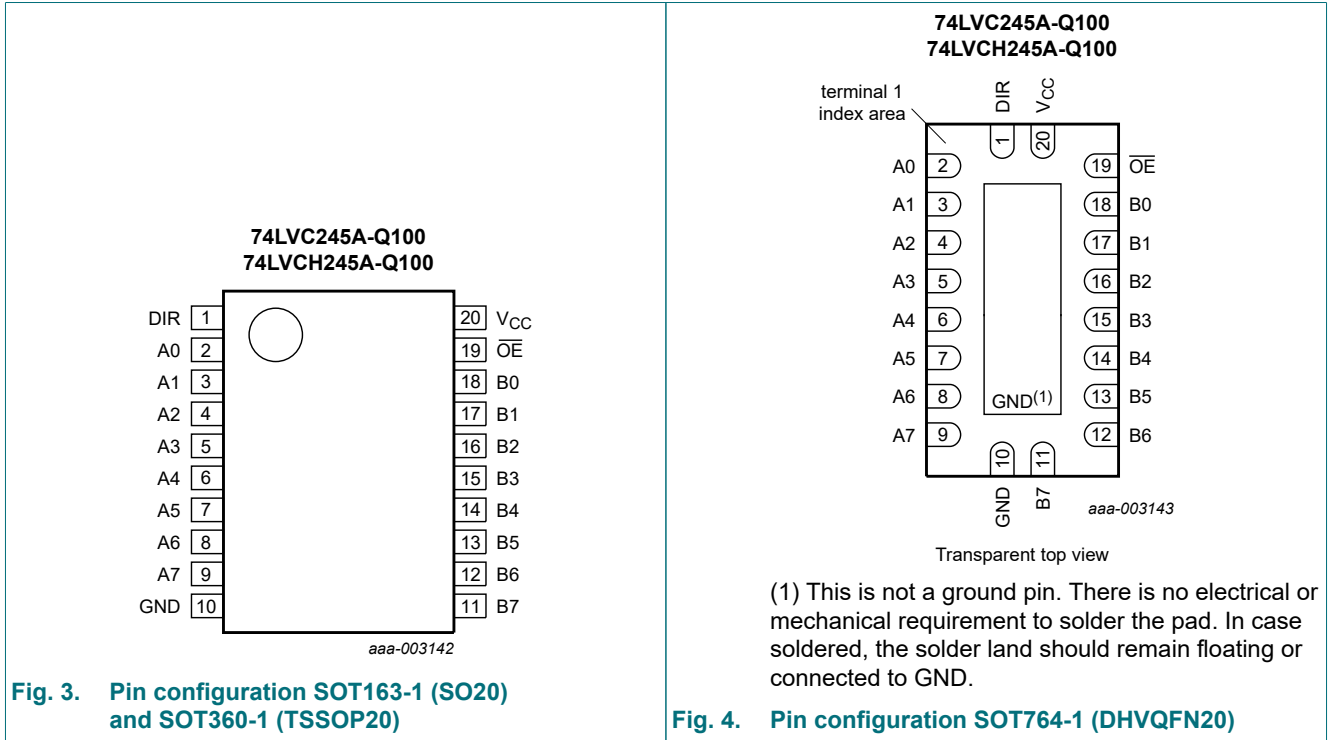 74LVC245A-Q100
74LVCH245A-Q100
DIR 1
A0 2
A1 3
A2 4
A3 5
A4 6
A5 7
A6 8
A7 9
GND 10
20 VCC
19 OE
18 B0
17 B1
16 B2
15 B3
14 B4
13 B5
12 B6
11 B7
aaa-003142
Fig. 3. Pin configuration SOT163-1 (SO20)
and SOT360-1 (TSSOP20)
74LVC245A-Q100
74LVCH245A-Q100
terminal 1
index area
DIR
VCC
1
20
A0 2
A1 3
A2 4
A3 5
A4 6
A5 7
A6 8
A7 9
19 OE
18 B0
17 B1
16 B2
15 B3
14 B4
13 B5
12 B6
GND(1)
10
11
GND
B7
aaa-003143
Transparent top view
(1) This is not a ground pin. There is no electrical or
mechanical requirement to solder the pad. In case
soldered, the solder land should remain floating or
connected to GND.
Fig. 4. Pin configuration SOT764-1 (DHVQFN20)